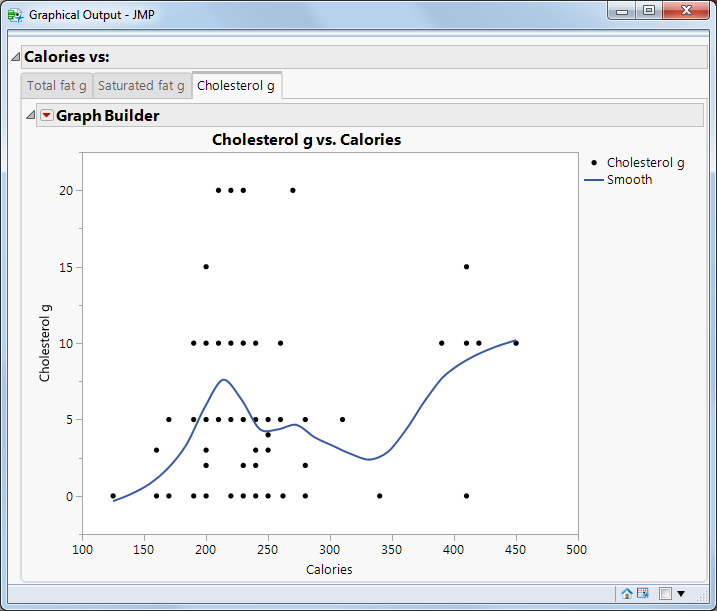 Graphical Output - JMP
Calories vs:
Total fat g Saturated fat g Cholesterol g
Graph Builder
Cholesterol g vs. Calories
Cholesterol g
Smooth
20
15
10
5
0
Cholesterol g
100 150 200 250 300 350 400 450 500
Calories